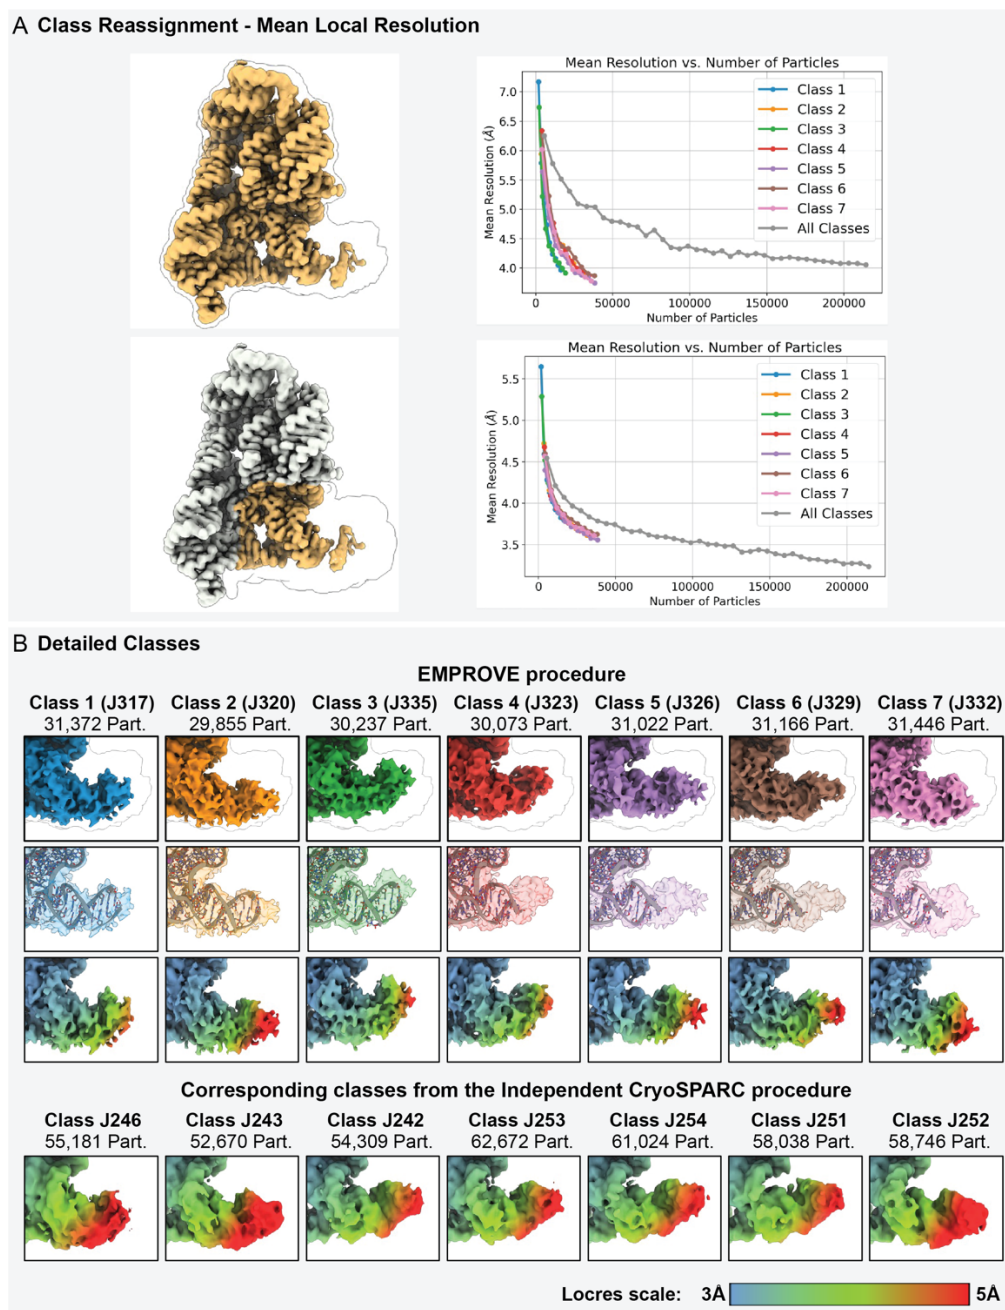 A Class Reassignment - Mean Local Resolution
Mean Resolution vs. Number of Particles
Mean Resolution (Å)
7.0
6.5
6.0
5.5
5.0
4.5
4.0
0
50000
100000
150000
200000
Number of Particles
Class 1
Class 2
Class 3
Class 4
Class 5
Class 6
Class 7
All Classes
Mean Resolution vs. Number of Particles
Mean Resolution (Å)
5.5
5.0
4.5
4.0
3.5
0
50000
100000
150000
200000
Number of Particles
Class 1
Class 2
Class 3
Class 4
Class 5
Class 6
Class 7
All Classes
B Detailed Classes
EMPROVE procedure
Class 1 (J317) Class 2 (J320) Class 3 (J335) Class 4 (J323) Class 5 (J326) Class 6 (J329) Class 7 (J332)
31,372 Part. 29,855 Part. 30,237 Part. 30,073 Part. 31,022 Part. 31,166 Part. 31,446 Part.
Corresponding classes from the Independent CryoSPARC procedure
Class J246 Class J243 Class J242 Class J253 Class J254 Class J251 Class J252
55,181 Part. 52,670 Part. 54,309 Part. 62,672 Part. 61,024 Part. 58,038 Part. 58,746 Part.
Locres scale: 3Å 5Å